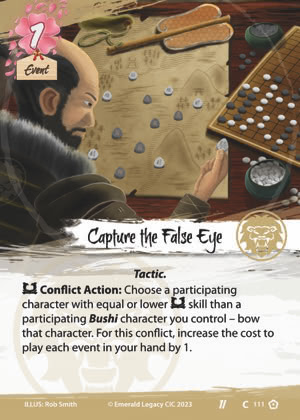 1
Event
Capture the False Eye
Tactic.
Conflict Action: Choose a participating
character with equal or lower skill than a
participating Bushi character you control – bow
that character. For this conflict, increase the cost to
play each event in your hand by 1.
ILLUS: Rob Smith © Emerald Legacy CIC 2023 C 111